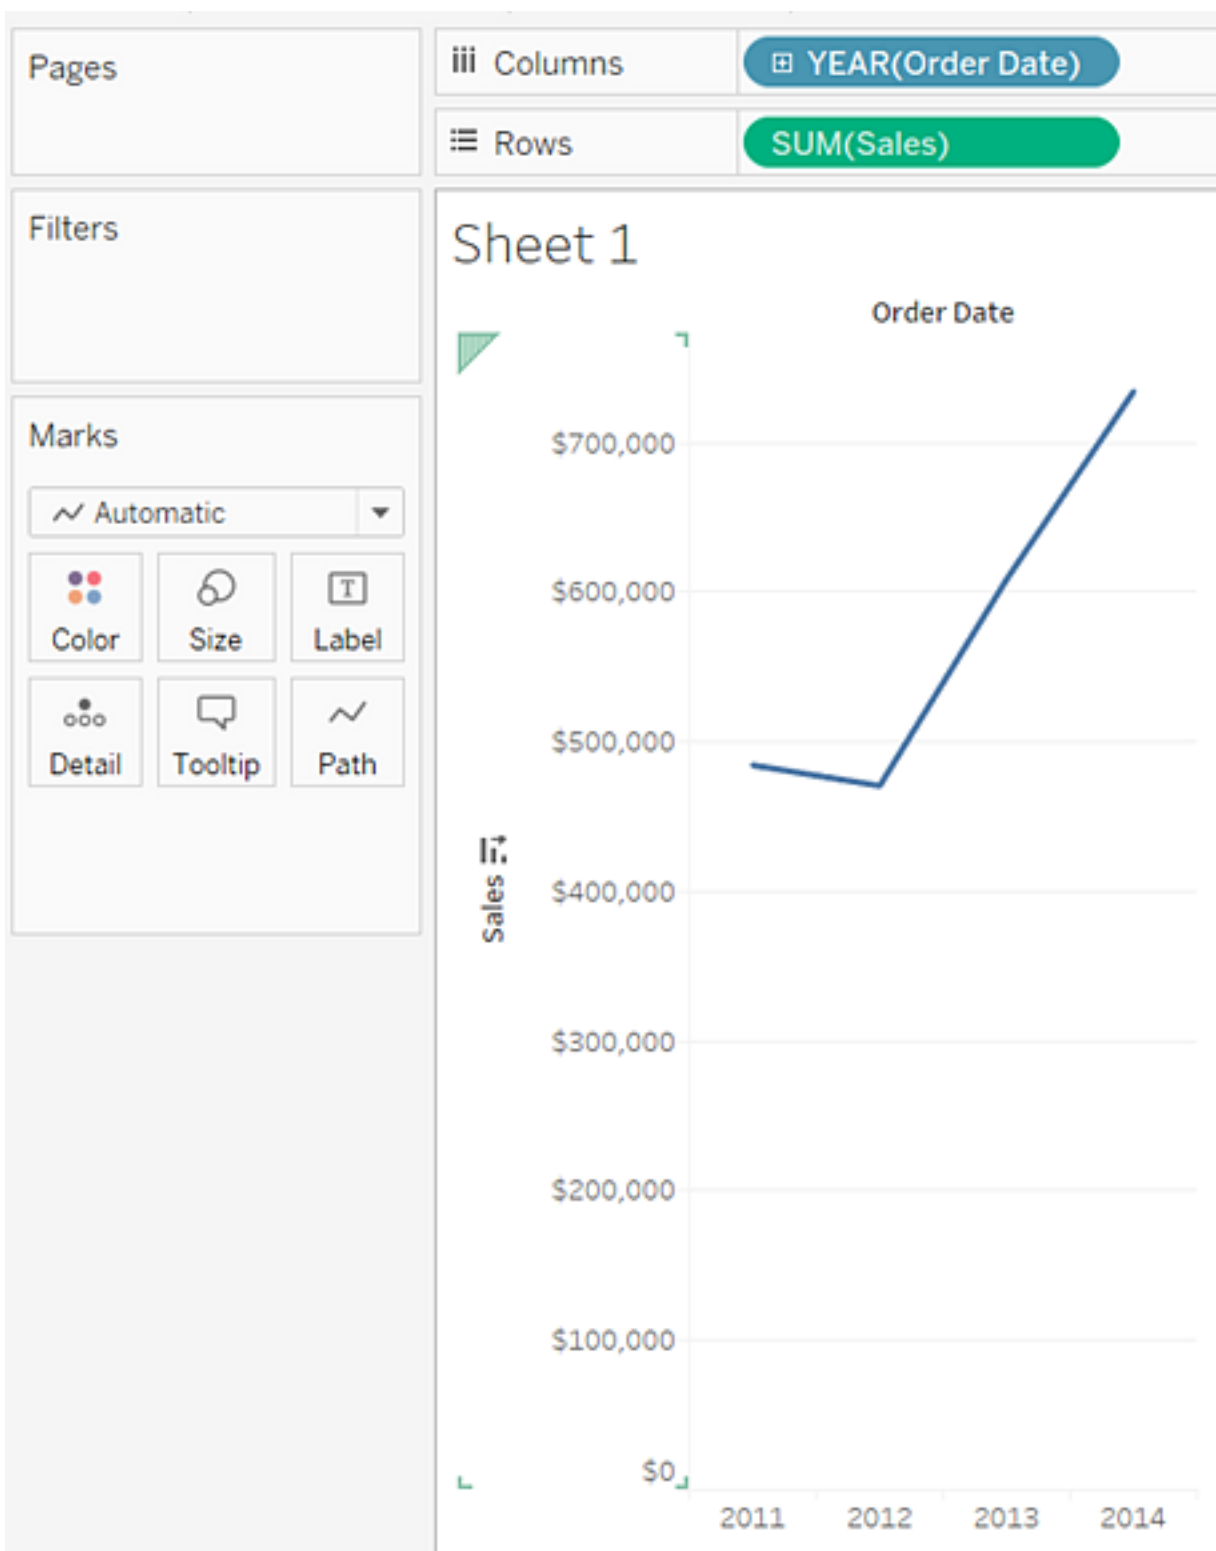 Pages
Columns
YEAR(Order Date)
Rows
SUM(Sales)
Filters
Marks
Automatic
Color
Size
T
Label
Detail
Tooltip
Path
Sheet 1
Order Date
Sales
$700,000
$600,000
$500,000
$400,000
$300,000
$200,000
$100,000
$0
2011 2012 2013 2014